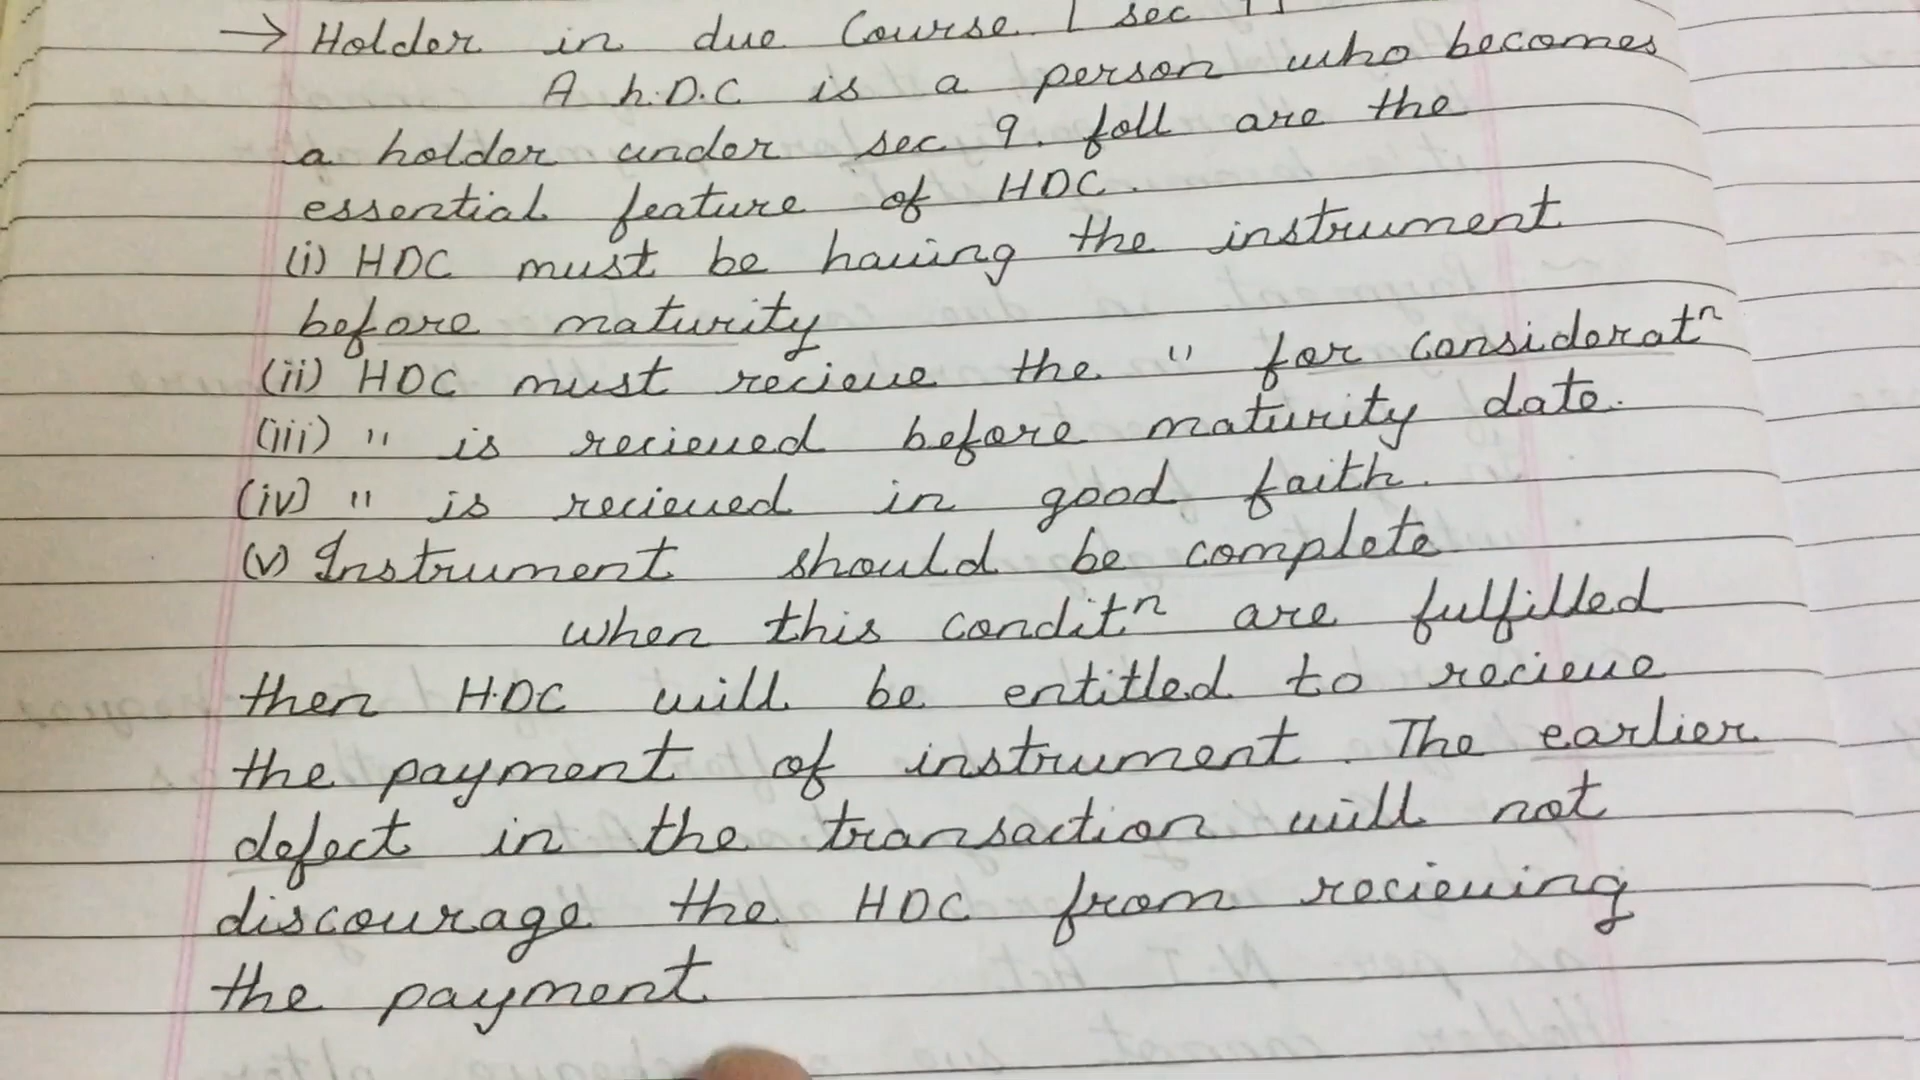 → Holder in due Course [ sec 9 ]
A h.D.C is a person who becomes
a holder under sec 9. foll are the
essential feature of HDC.
(i) HDC must be having the instrument
before maturity
(ii) HDC must recieve the " for consideratⁿ
(iii) " is recieved before maturity date.
(iv) " is recieved in good faith.
(v) Instrument should be complete
when this conditⁿ are fulfilled
then H.DC will be entitled to recieve
the payment of instrument. The earlier
defect in the transaction will not
discourage the HDC from recieving
the payment